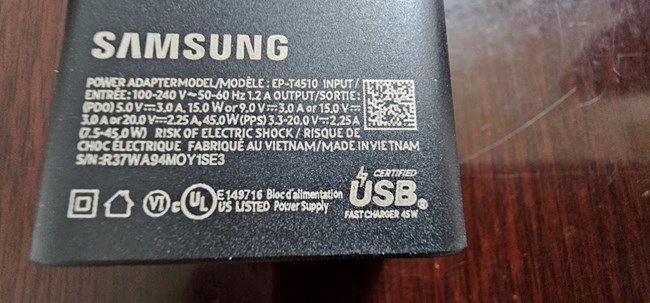 SAMSUNG
POWER ADAPTER MODEL/MODÈLE : EP-T4510 INPUT/
ENTRÉE: 100-240 V~50-60 Hz 1.2 A OUTPUT/SORTIE :
(PDO) 5.0 V⎓3.0 A, 15.0 W or 9.0 V⎓3.0 A or 15.0 V⎓
3.0 A or 20.0 V⎓2.25 A, 45.0 W (PPS) 3.3-20.0 V⎓2.25 A
(7.5-45.0 W) RISK OF ELECTRIC SHOCK / RISQUE DE
CHOC ÉLECTRIQUE FABRIQUÉ AU VIETNAM/MADE IN VIETNAM
S/N:R37WA94MOY1SE3
VI c UL US LISTED E149716 Bloc d'alimentation
Power Supply
CERTIFIED
USB®
FAST CHARGER 45W